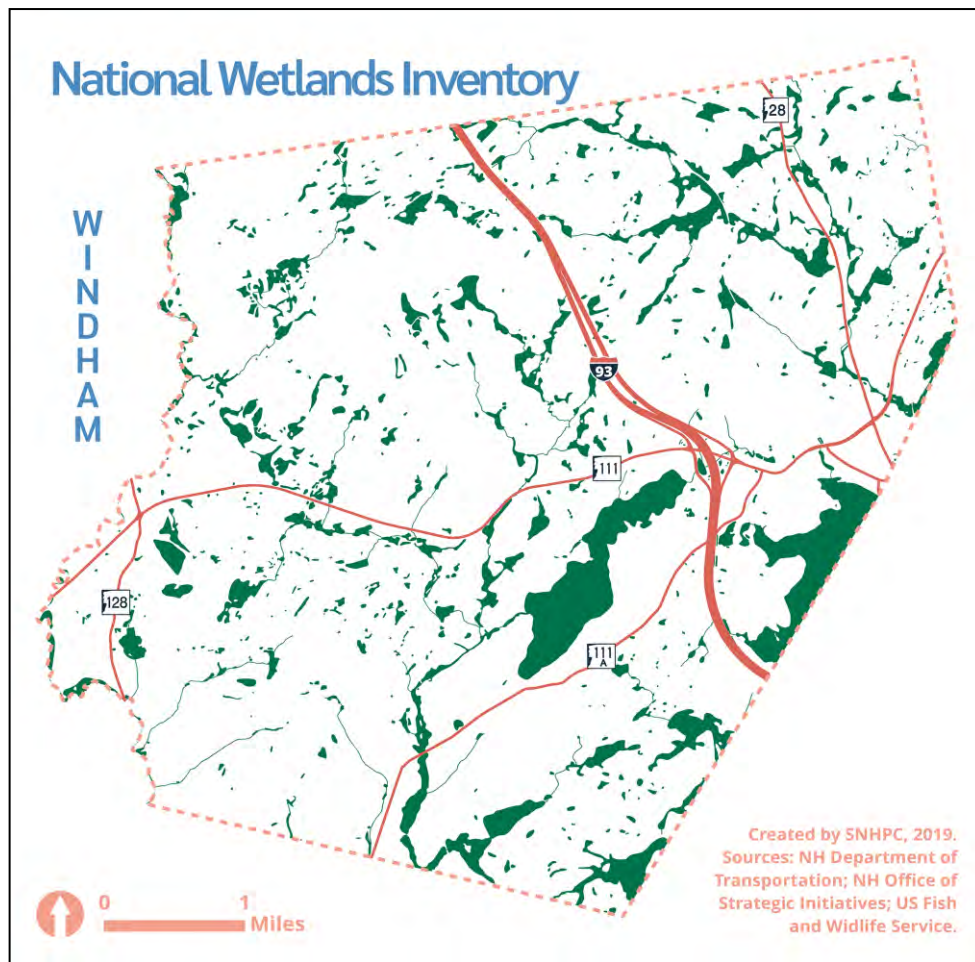 National Wetlands Inventory
WINDHAM
28
93
111
128
111
A
Created by SNHPC, 2019.
Sources: NH Department of
Transportation; NH Office of
Strategic Initiatives; US Fish
and Widlife Service.
0 1
Miles